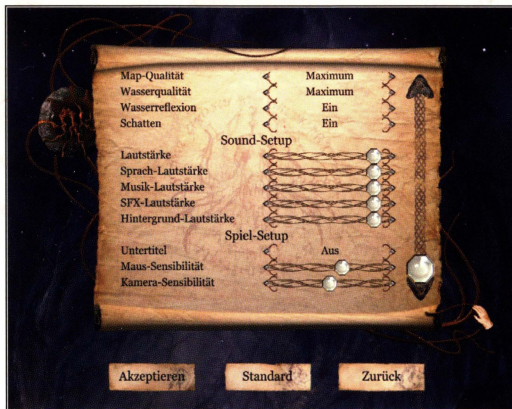 Map-Qualität Maximum
Wasserqualität Maximum
Wasserreflexion Ein
Schatten Ein
Sound-Setup
Lautstärke
Sprach-Lautstärke
Musik-Lautstärke
SFX-Lautstärke
Hintergrund-Lautstärke
Spiel-Setup
Untertitel Aus
Maus-Sensibilität
Kamera-Sensibilität
Akzeptieren Standard Zurück